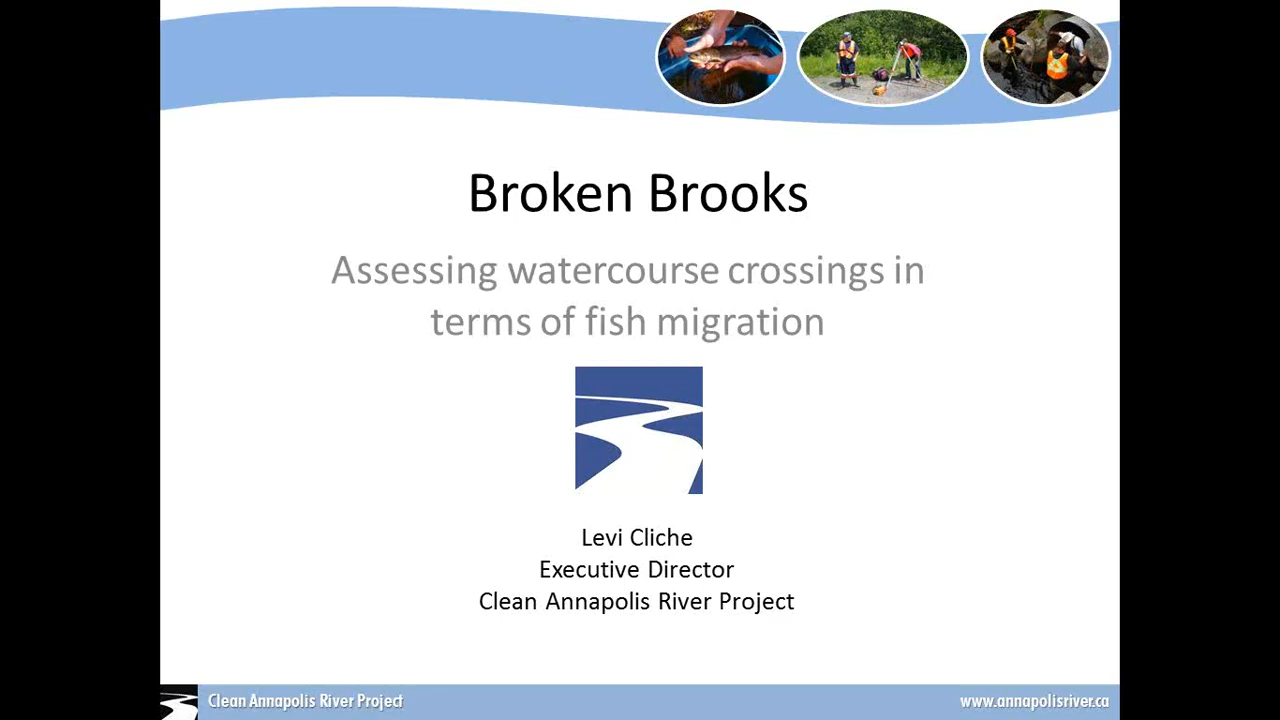 Broken Brooks
Assessing watercourse crossings in
terms of fish migration
Levi Cliche
Executive Director
Clean Annapolis River Project
Clean Annapolis River Project
www.annapolisriver.ca